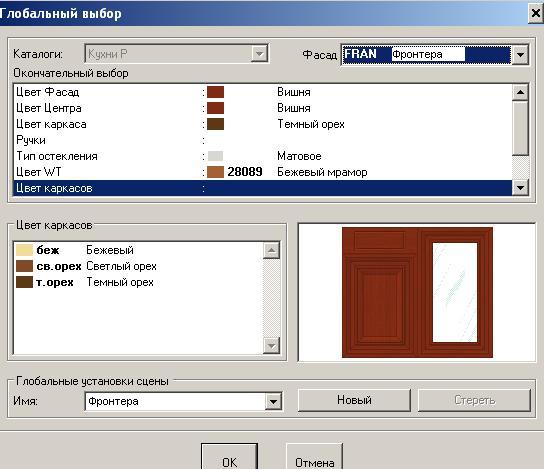 Глобальный выбор
Каталоги: Кухни Р Фасад FRAN Фронтера
Окончательный выбор
Цвет Фасад : Вишня
Цвет Центра : Вишня
Цвет каркаса : Темный орех
Ручки :
Тип остекления : Матовое
Цвет WT : 28089 Бежевый мрамор
Цвет каркасов :
Цвет каркасов
беж Бежевый
св.орех Светлый орех
т.орех Темный орех
Глобальные установки сцены
Имя: Фронтера Новый Стереть
OK Отмена